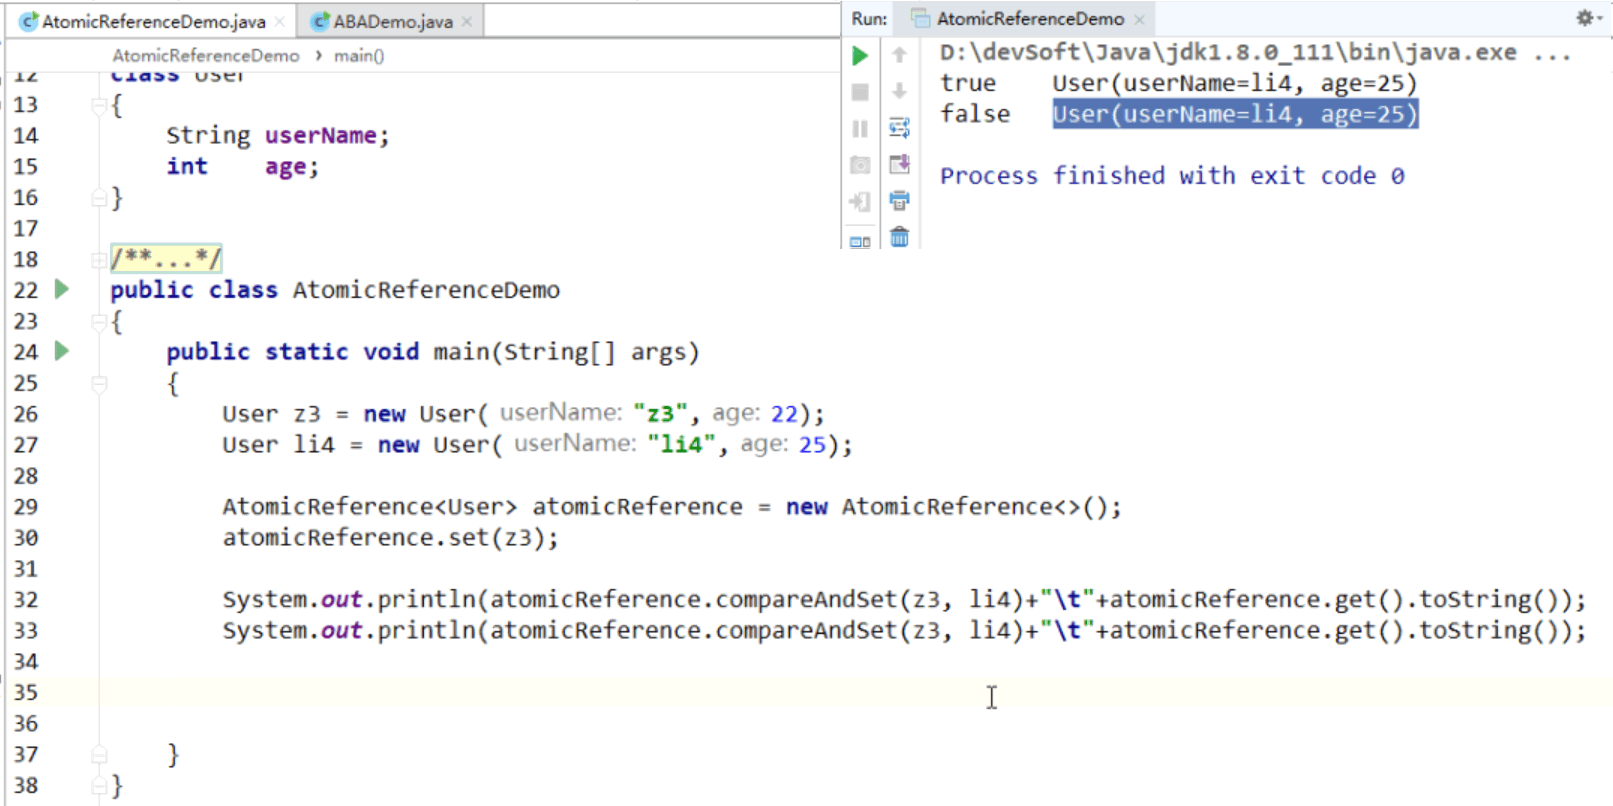 AtomicReferenceDemo.java × ABADemo.java ×
AtomicReferenceDemo › main()
12 class User
13 {
14 String userName;
15 int age;
16 }
17
18 /**...*/
22 public class AtomicReferenceDemo
23 {
24 public static void main(String[] args)
25 {
26 User z3 = new User( userName: "z3", age: 22);
27 User li4 = new User( userName: "li4", age: 25);
28
29 AtomicReference<User> atomicReference = new AtomicReference<>();
30 atomicReference.set(z3);
31
32 System.out.println(atomicReference.compareAndSet(z3, li4)+"\t"+atomicReference.get().toString());
33 System.out.println(atomicReference.compareAndSet(z3, li4)+"\t"+atomicReference.get().toString());
34
35
36
37 }
38 }
Run: AtomicReferenceDemo ×
D:\devSoft\Java\jdk1.8.0_111\bin\java.exe ...
true User(userName=li4, age=25)
false User(userName=li4, age=25)
Process finished with exit code 0